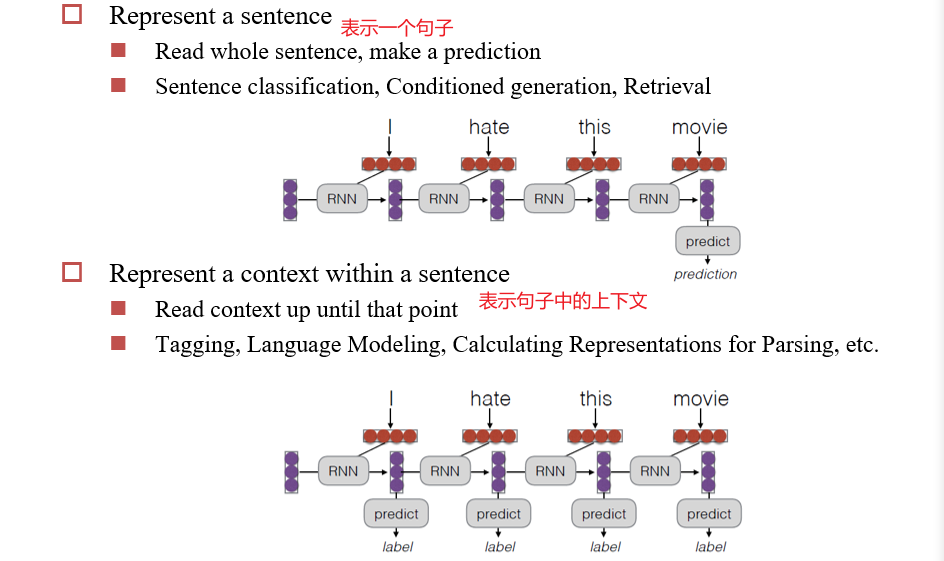 Represent a sentence
表示一个句子
Read whole sentence, make a prediction
Sentence classification, Conditioned generation, Retrieval
I hate this movie
RNN RNN RNN RNN
predict
prediction
Represent a context within a sentence
Read context up until that point
表示句子中的上下文
Tagging, Language Modeling, Calculating Representations for Parsing, etc.
I hate this movie
RNN RNN RNN RNN
predict predict predict predict
label label label label